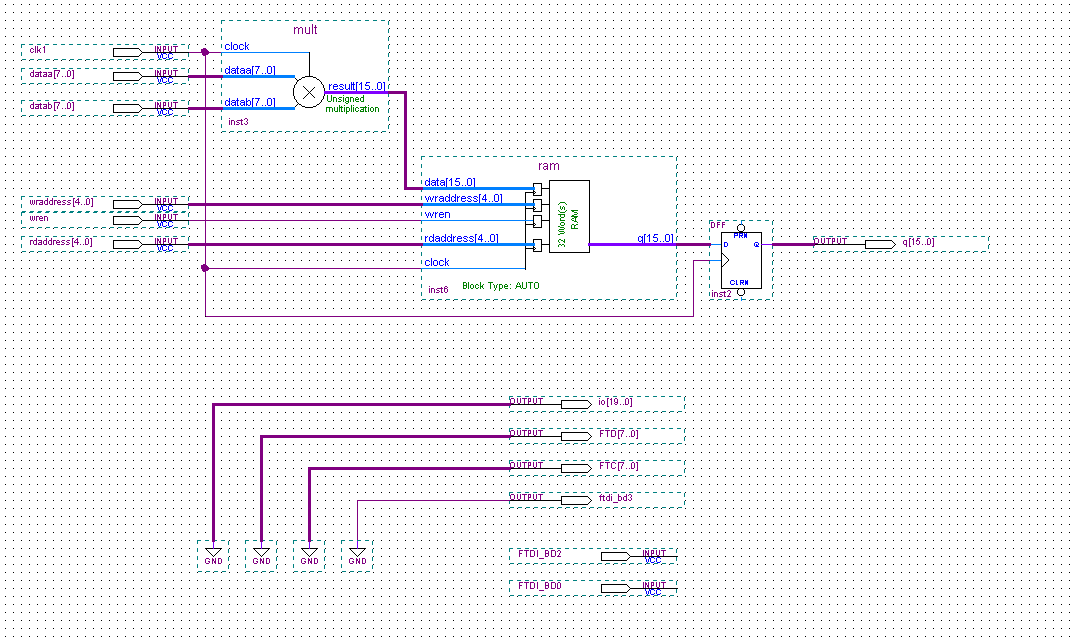 mult
clk1 INPUT VCC clock
dataa[7..0] INPUT VCC dataa[7..0]
result[15..0]
datab[7..0] INPUT VCC datab[7..0]
Unsigned
multiplication
inst3
ram
data[15..0]
wraddress[4..0] INPUT VCC wraddress[4..0]
wren INPUT VCC wren
32 Word(s)
RAM
rdaddress[4..0] INPUT VCC rdaddress[4..0] q[15..0]
clock
inst6 Block Type: AUTO
DFF
PRN
D Q
CLRN
inst2
OUTPUT q[15..0]
OUTPUT io[19..0]
OUTPUT FTD[7..0]
OUTPUT FTC[7..0]
OUTPUT ftdi_bd3
GND GND GND GND
FTDI_BD2 INPUT VCC
FTDI_BD0 INPUT VCC